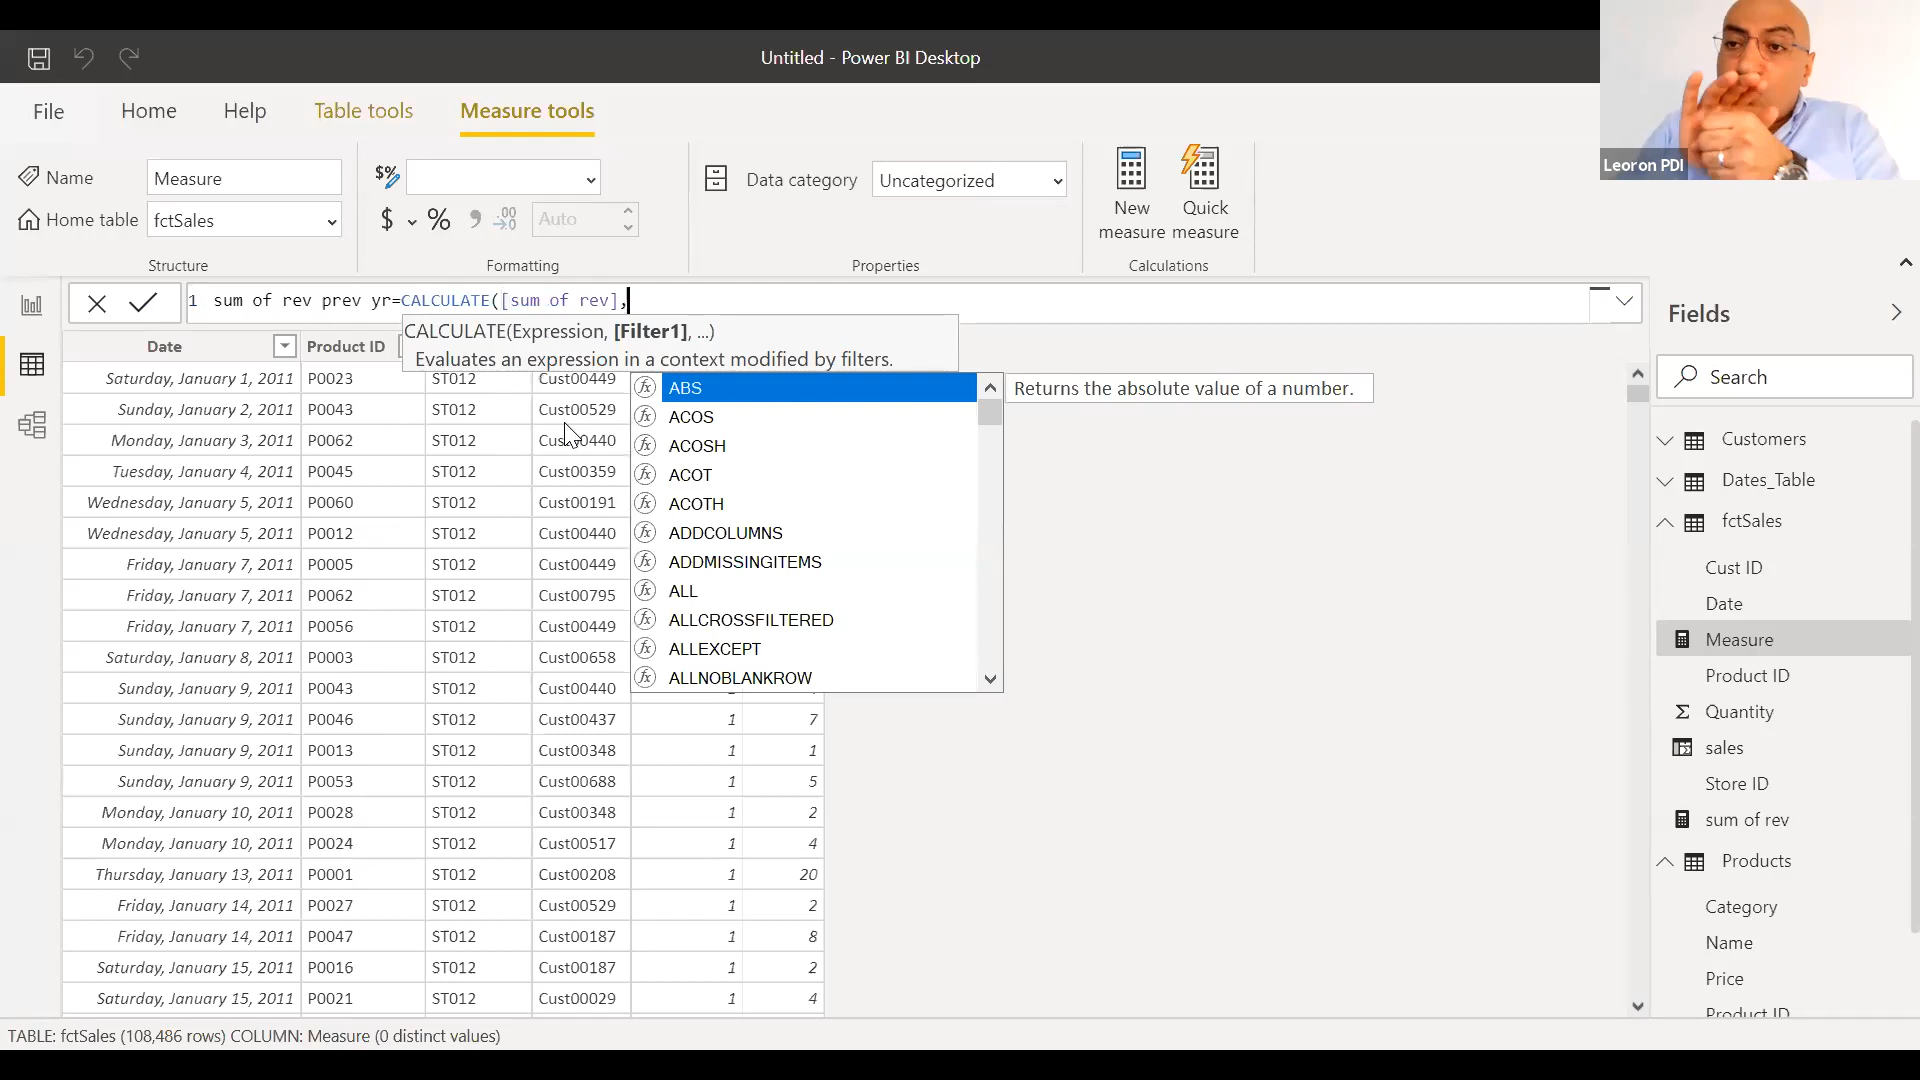 Untitled - Power BI Desktop
File Home Help Table tools Measure tools
Leoron PDI
Name Measure
Home table fctSales
Structure
$%
$ % 9 .00 Auto
Formatting
Data category Uncategorized
Properties
New measure
Quick measure
Calculations
1 sum of rev prev yr=CALCULATE([sum of rev],
CALCULATE(Expression, [Filter1], ...)
Evaluates an expression in a context modified by filters.
Date Product ID
Saturday, January 1, 2011 P0023 ST012 Cust00449
Sunday, January 2, 2011 P0043 ST012 Cust00529
Monday, January 3, 2011 P0062 ST012 Cust00440
Tuesday, January 4, 2011 P0045 ST012 Cust00359
Wednesday, January 5, 2011 P0060 ST012 Cust00191
Wednesday, January 5, 2011 P0012 ST012 Cust00440
Friday, January 7, 2011 P0005 ST012 Cust00449
Friday, January 7, 2011 P0062 ST012 Cust00795
Friday, January 7, 2011 P0056 ST012 Cust00449
Saturday, January 8, 2011 P0003 ST012 Cust00658
Sunday, January 9, 2011 P0043 ST012 Cust00440
Sunday, January 9, 2011 P0046 ST012 Cust00437 1 7
Sunday, January 9, 2011 P0013 ST012 Cust00348 1 1
Sunday, January 9, 2011 P0053 ST012 Cust00688 1 5
Monday, January 10, 2011 P0028 ST012 Cust00348 1 2
Monday, January 10, 2011 P0024 ST012 Cust00517 1 4
Thursday, January 13, 2011 P0001 ST012 Cust00208 1 20
Friday, January 14, 2011 P0027 ST012 Cust00529 1 2
Friday, January 14, 2011 P0047 ST012 Cust00187 1 8
Saturday, January 15, 2011 P0016 ST012 Cust00187 1 2
Saturday, January 15, 2011 P0021 ST012 Cust00029 1 4
ABS
ACOS
ACOSH
ACOT
ACOTH
ADDCOLUMNS
ADDMISSINGITEMS
ALL
ALLCROSSFILTERED
ALLEXCEPT
ALLNOBLANKROW
Returns the absolute value of a number.
Fields
Search
Customers
Dates_Table
fctSales
Cust ID
Date
Measure
Product ID
Quantity
sales
Store ID
sum of rev
Products
Category
Name
Price
Product ID
TABLE: fctSales (108,486 rows) COLUMN: Measure (0 distinct values)